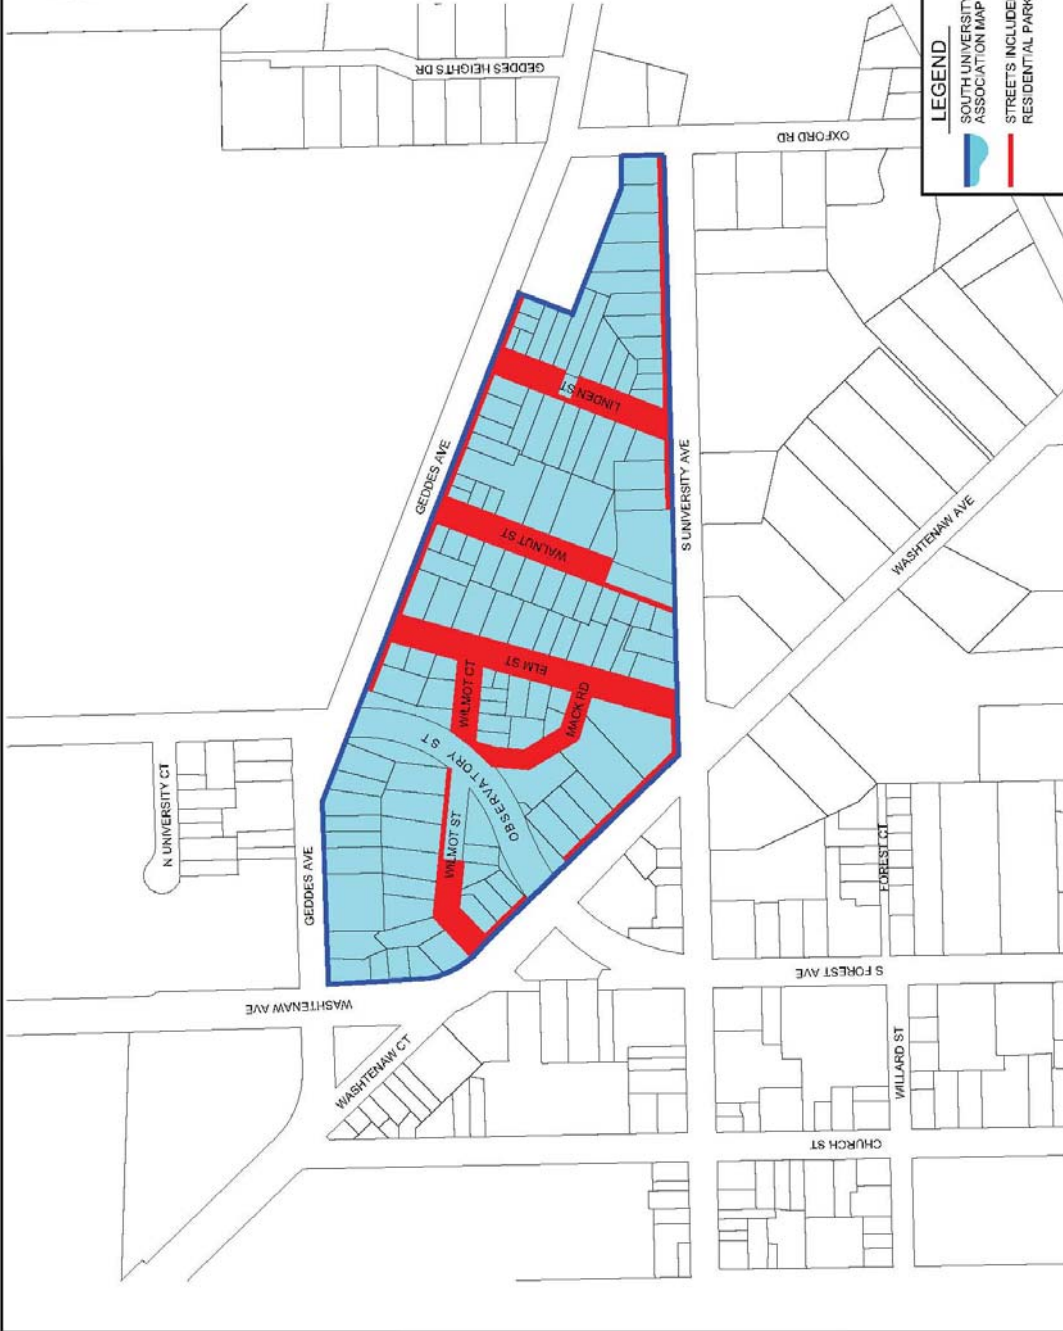 GEDDES HEIGHTS DR
OXFORD RD
LEGEND
SOUTH UNIVERSITY
ASSOCIATION MAP
STREETS INCLUDED
RESIDENTIAL PARK
LINDEN ST
GEDDES AVE
S UNIVERSITY AVE
WALNUT ST
WASHTENAW AVE
ELM ST
WILMOT CT
MACK RD
OBSERVATORY ST
N UNIVERSITY CT
WILMOT ST
GEDDES AVE
FOREST CT
S FOREST AVE
WASHTENAW AVE
WASHTENAW CT
WILLARD ST
CHURCH ST